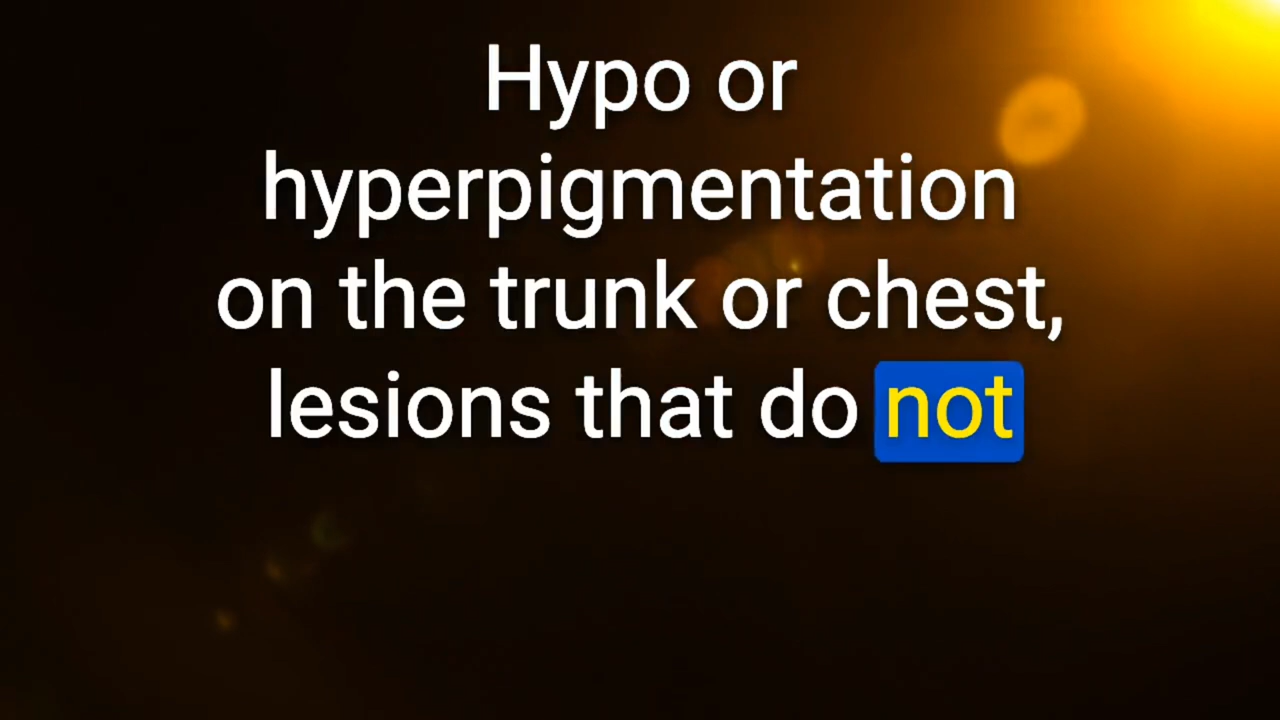 Hypo or
hyperpigmentation
on the trunk or chest,
lesions that do not